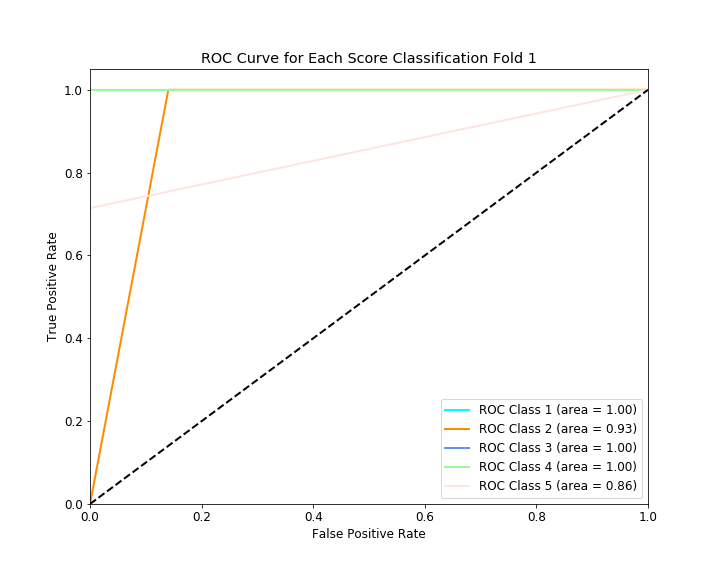 ROC Curve for Each Score Classification Fold 1
1.0
0.8
0.6
0.4
0.2
0.0
True Positive Rate
ROC Class 1 (area = 1.00)
ROC Class 2 (area = 0.93)
ROC Class 3 (area = 1.00)
ROC Class 4 (area = 1.00)
ROC Class 5 (area = 0.86)
0.0 0.2 0.4 0.6 0.8 1.0
False Positive Rate